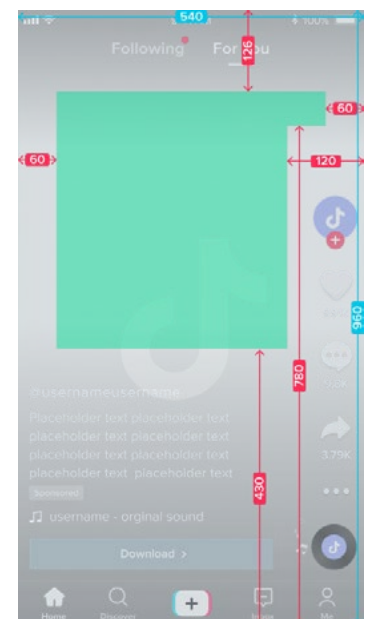 540
100%
Following
For You
126
60
60
120
960
780
@usernameusername
Placeholder text placeholder text
placeholder text placeholder text
placeholder text placeholder text
placeholder text placeholder text
3.79K
Sponsored
430
username - orginal sound
Download >
Home
Discover
Me